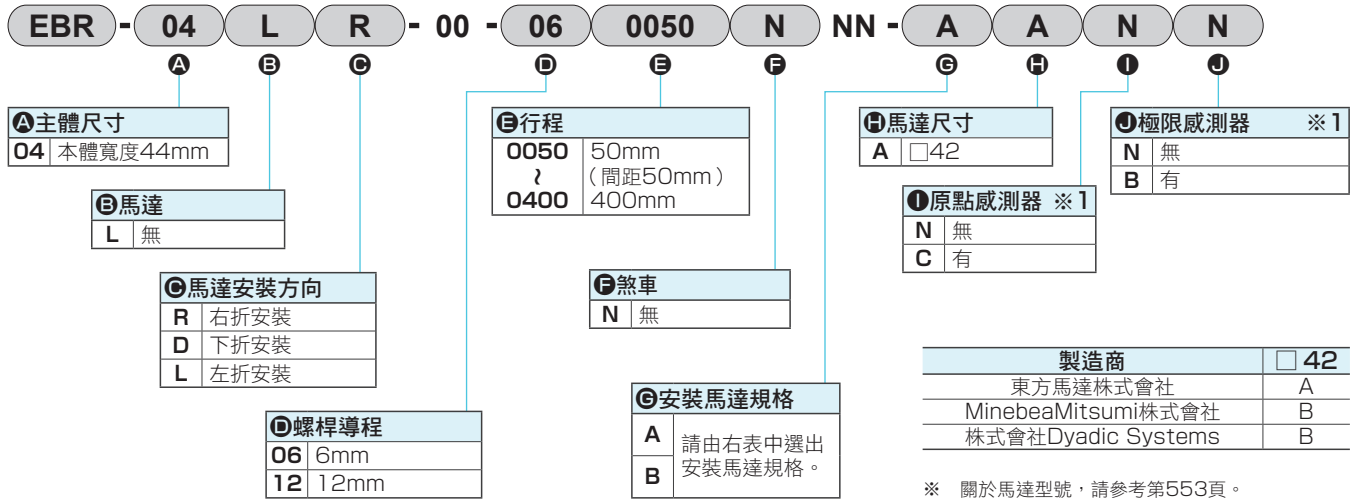 EBR - 04 L R - 00 - 06 0050 N NN - A A N N
A B C D E F G H I J
A主體尺寸
04 本體寬度44mm
B馬達
L 無
C馬達安裝方向
R 右折安裝
D 下折安裝
L 左折安裝
D螺桿導程
06 6mm
12 12mm
E行程
0050 50mm
~ （間距50mm）
0400 400mm
F煞車
N 無
G安裝馬達規格
A 請由右表中選出
B 安裝馬達規格。
H馬達尺寸
A □42
I原點感測器 ※1
N 無
C 有
J極限感測器 ※1
N 無
B 有
製造商 □ 42
東方馬達株式會社 A
MinebeaMitsumi株式會社 B
株式會社Dyadic Systems B
※ 關於馬達型號，請參考第553頁。